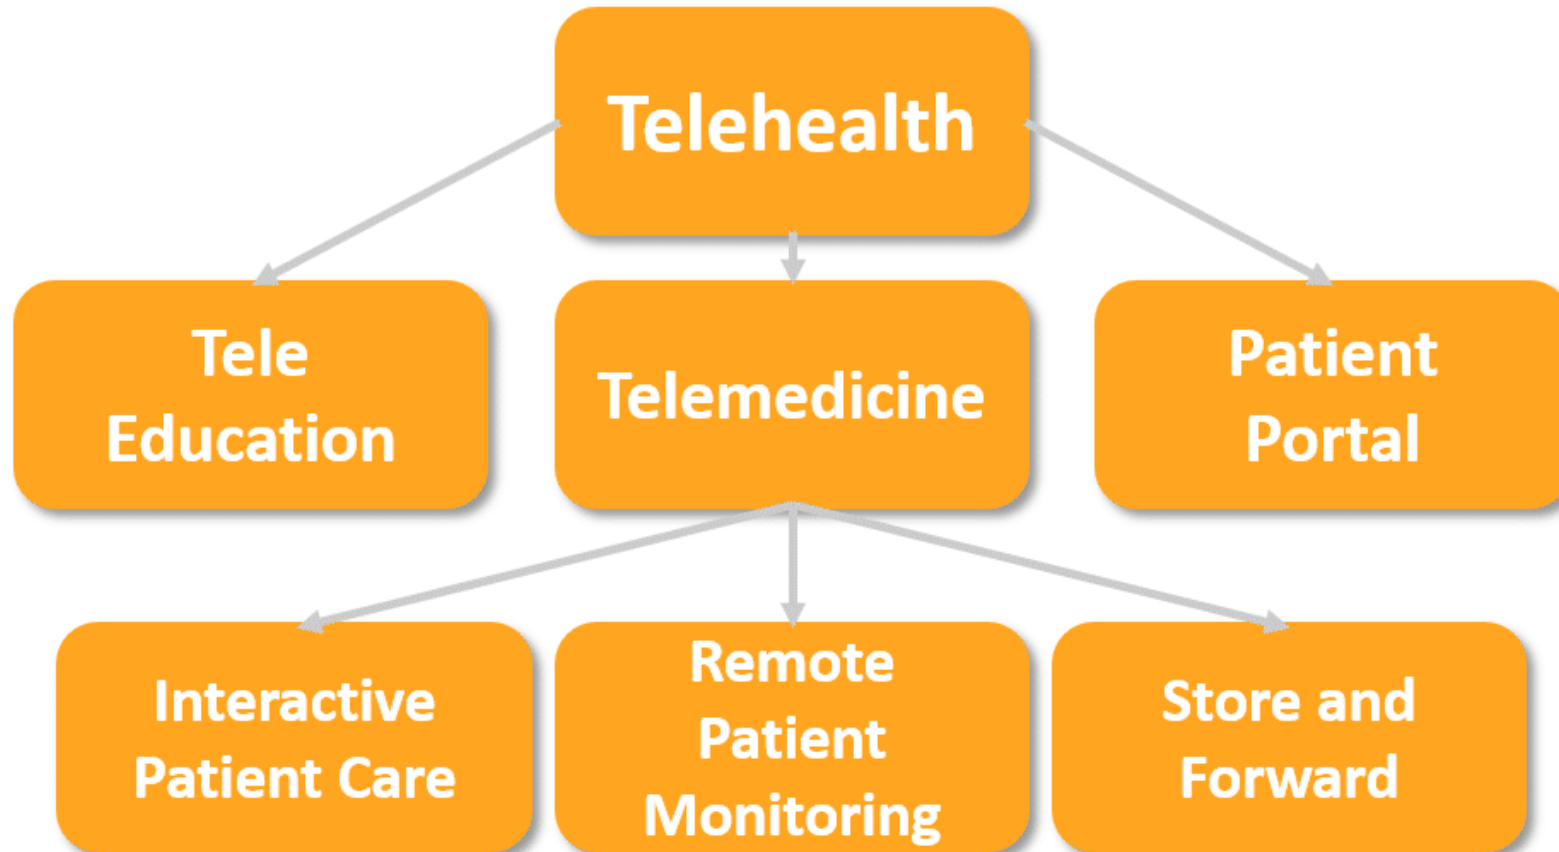 Telehealth
Tele
Education
Telemedicine
Patient
Portal
Interactive
Patient Care
Remote
Patient
Monitoring
Store and
Forward